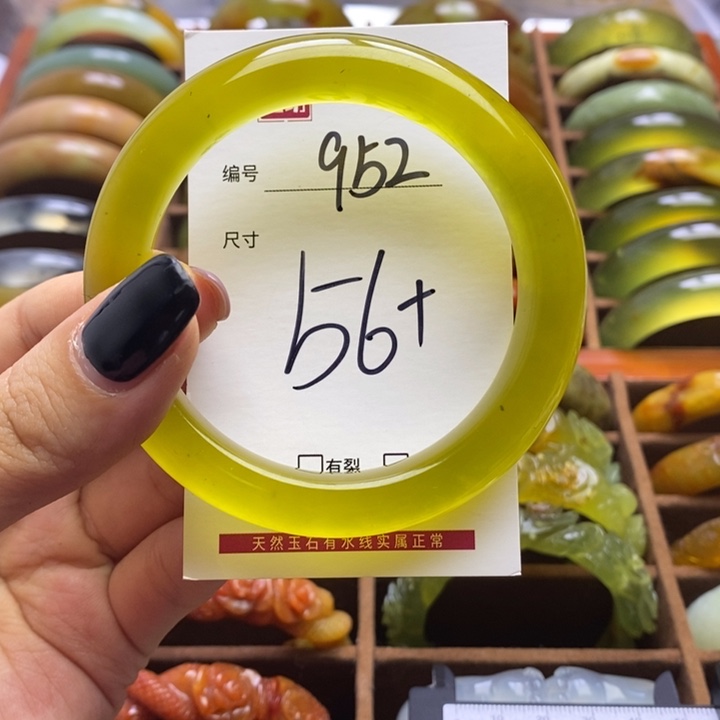 编号 952
尺寸
56+
有裂
天然玉石有水线实属正常